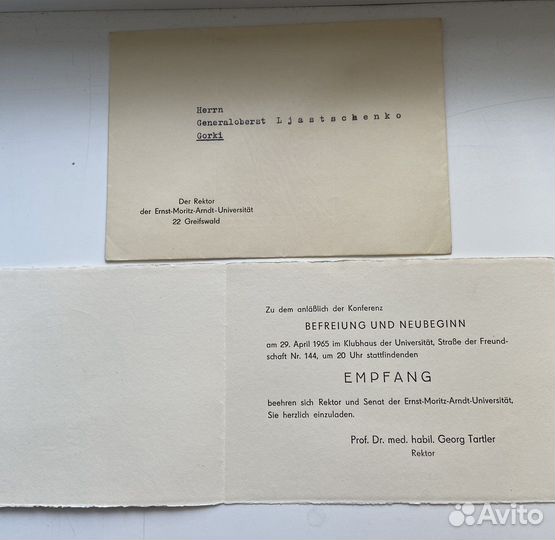 Herrn
Generaloberst Ljastschenko
Gorki
Der Rektor
der Ernst-Moritz-Arndt-Universität
22 Greifswald
Zu dem anläßlich der Konferenz
BEFREIUNG UND NEUBEGINN
am 29. April 1965 im Klubhaus der Universität, Straße der Freund-
schaft Nr. 144, um 20 Uhr stattfindenden
EMPFANG
beehren sich Rektor und Senat der Ernst-Moritz-Arndt-Universität,
Sie herzlich einzuladen.
Prof. Dr. med. habil. Georg Tartler
Rektor
Avito